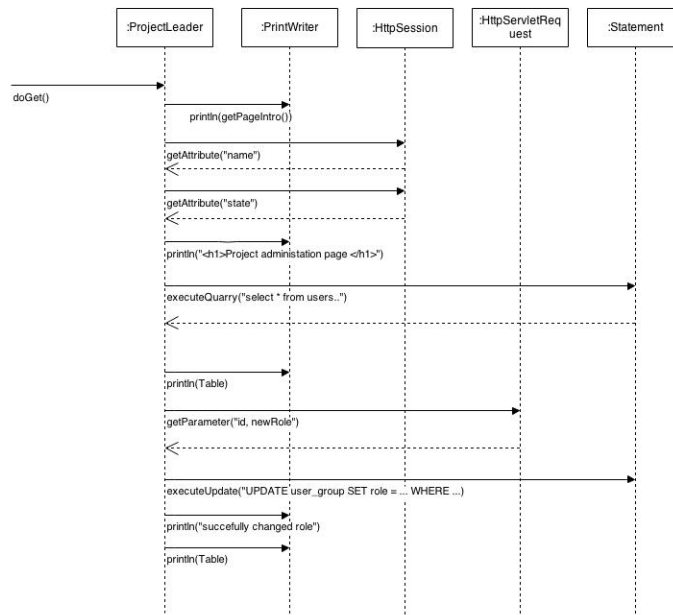 :ProjectLeader
:PrintWriter
:HttpSession
:HttpServletReq
uest
:Statement
doGet()
println(getPageIntro())
getAttribute("name")
getAttribute("state")
println("<h1>Project administation page </h1>")
executeQuarry("select * from users..")
println(Table)
getParameter("id, newRole")
executeUpdate("UPDATE user_group SET role = ... WHERE ...)
println("succefully changed role")
println(Table)